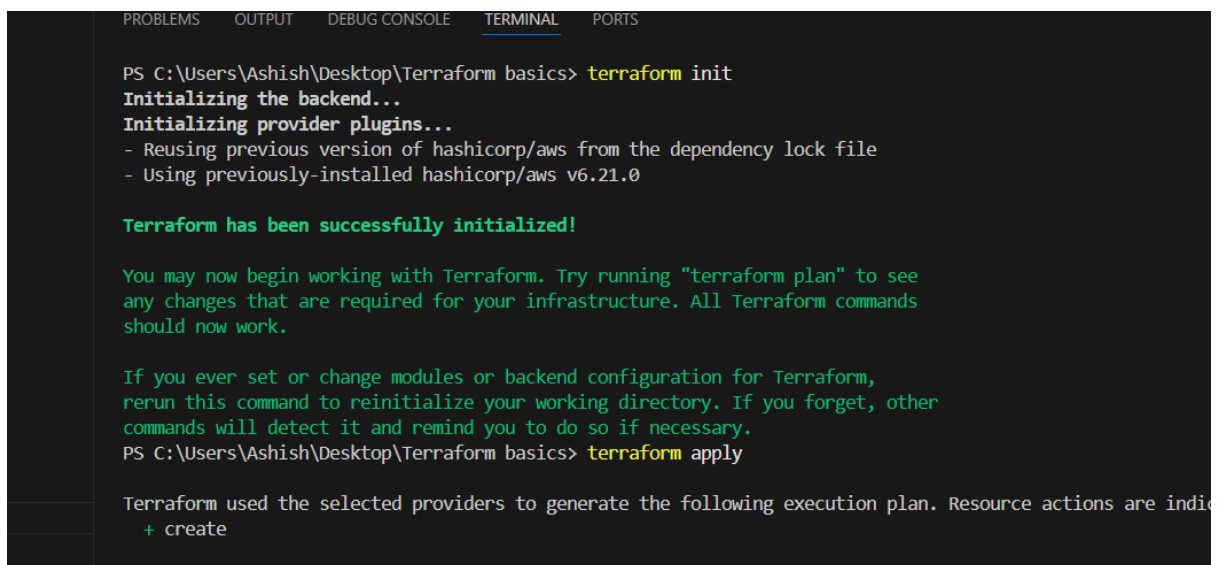 PROBLEMS OUTPUT DEBUG CONSOLE TERMINAL PORTS
PS C:\Users\Ashish\Desktop\Terraform basics> terraform init
Initializing the backend...
Initializing provider plugins...
- Reusing previous version of hashicorp/aws from the dependency lock file
- Using previously-installed hashicorp/aws v6.21.0
Terraform has been successfully initialized!
You may now begin working with Terraform. Try running "terraform plan" to see
any changes that are required for your infrastructure. All Terraform commands
should now work.
If you ever set or change modules or backend configuration for Terraform,
rerun this command to reinitialize your working directory. If you forget, other
commands will detect it and remind you to do so if necessary.
PS C:\Users\Ashish\Desktop\Terraform basics> terraform apply
Terraform used the selected providers to generate the following execution plan. Resource actions are
+ create